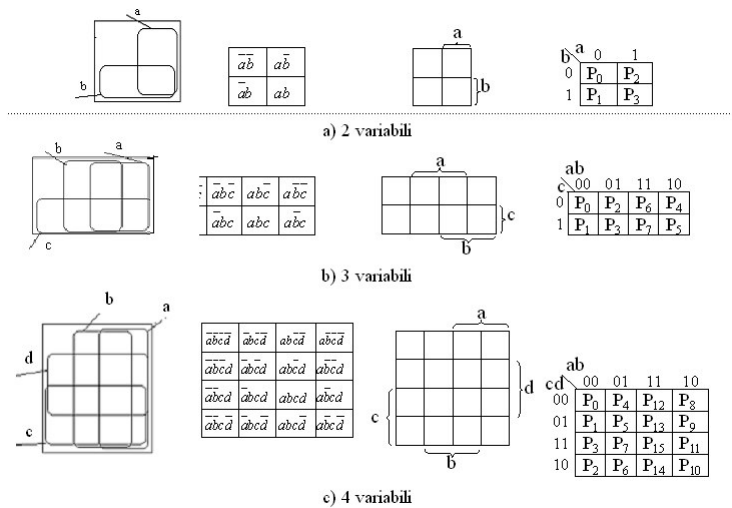 a
b
a̅b̅ ab̅
a̅b ab
a
b
b a 0 1
0 P₀ P₂
1 P₁ P₃
a) 2 variabili
b a
c
a̅bc̅ abc̅ ab̅c̅
a̅bc abc ab̅c
a
c
b
ab
c 00 01 11 10
0 P₀ P₂ P₆ P₄
1 P₁ P₃ P₇ P₅
b) 3 variabili
b a
d
c
a̅b̅c̅d̅ a̅bc̅d̅ abc̅d̅ ab̅c̅d̅
a̅b̅c̅d a̅bc̅d abc̅d ab̅c̅d
a̅b̅cd a̅bcd abcd ab̅cd
a̅b̅cd̅ a̅bcd̅ abcd̅ ab̅cd̅
a
d
c
b
ab
cd 00 01 11 10
00 P₀ P₄ P₁₂ P₈
01 P₁ P₅ P₁₃ P₉
11 P₃ P₇ P₁₅ P₁₁
10 P₂ P₆ P₁₄ P₁₀
c) 4 variabili